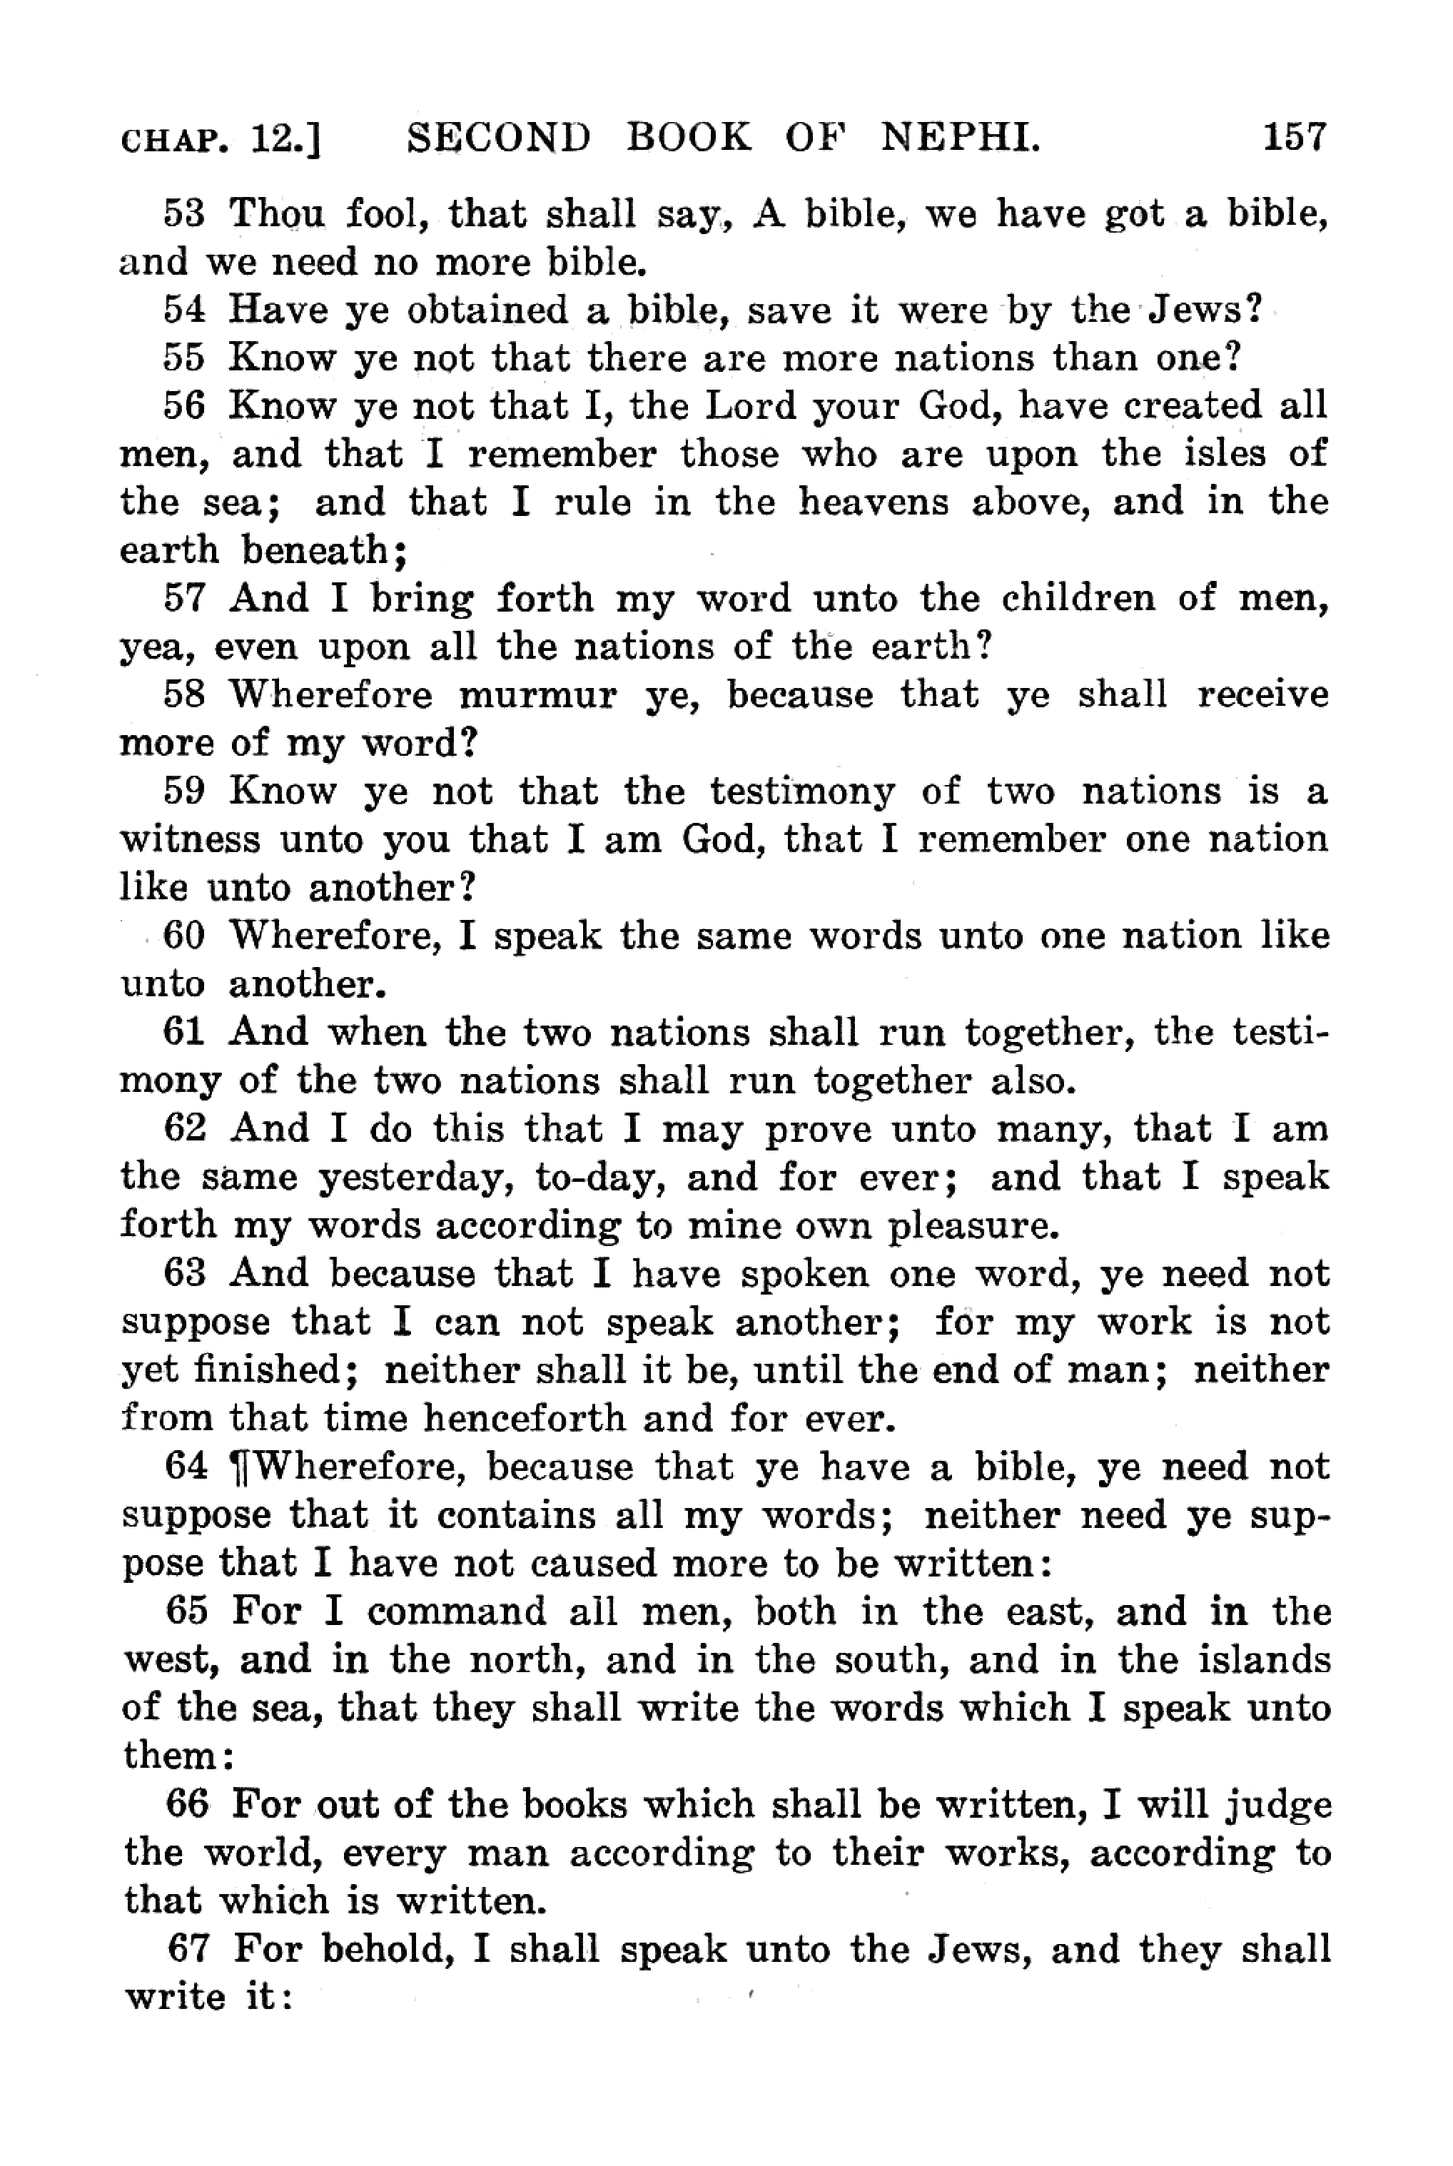 CHAP. 12.] SECOND BOOK OF NEPHI. 157
53 Thou fool, that shall say, A bible, we have got a bible,
and we need no more bible.
54 Have ye obtained a bible, save it were by the Jews?
55 Know ye not that there are more nations than one?
56 Know ye not that I, the Lord your God, have created all
men, and that I remember those who are upon the isles of
the sea; and that I rule in the heavens above, and in the
earth beneath;
57 And I bring forth my word unto the children of men,
yea, even upon all the nations of the earth?
58 Wherefore murmur ye, because that ye shall receive
more of my word?
59 Know ye not that the testimony of two nations is a
witness unto you that I am God, that I remember one nation
like unto another?
60 Wherefore, I speak the same words unto one nation like
unto another.
61 And when the two nations shall run together, the testi-
mony of the two nations shall run together also.
62 And I do this that I may prove unto many, that I am
the same yesterday, to-day, and for ever; and that I speak
forth my words according to mine own pleasure.
63 And because that I have spoken one word, ye need not
suppose that I can not speak another; for my work is not
yet finished; neither shall it be, until the end of man; neither
from that time henceforth and for ever.
64 ¶Wherefore, because that ye have a bible, ye need not
suppose that it contains all my words; neither need ye sup-
pose that I have not caused more to be written:
65 For I command all men, both in the east, and in the
west, and in the north, and in the south, and in the islands
of the sea, that they shall write the words which I speak unto
them:
66 For out of the books which shall be written, I will judge
the world, every man according to their works, according to
that which is written.
67 For behold, I shall speak unto the Jews, and they shall
write it: